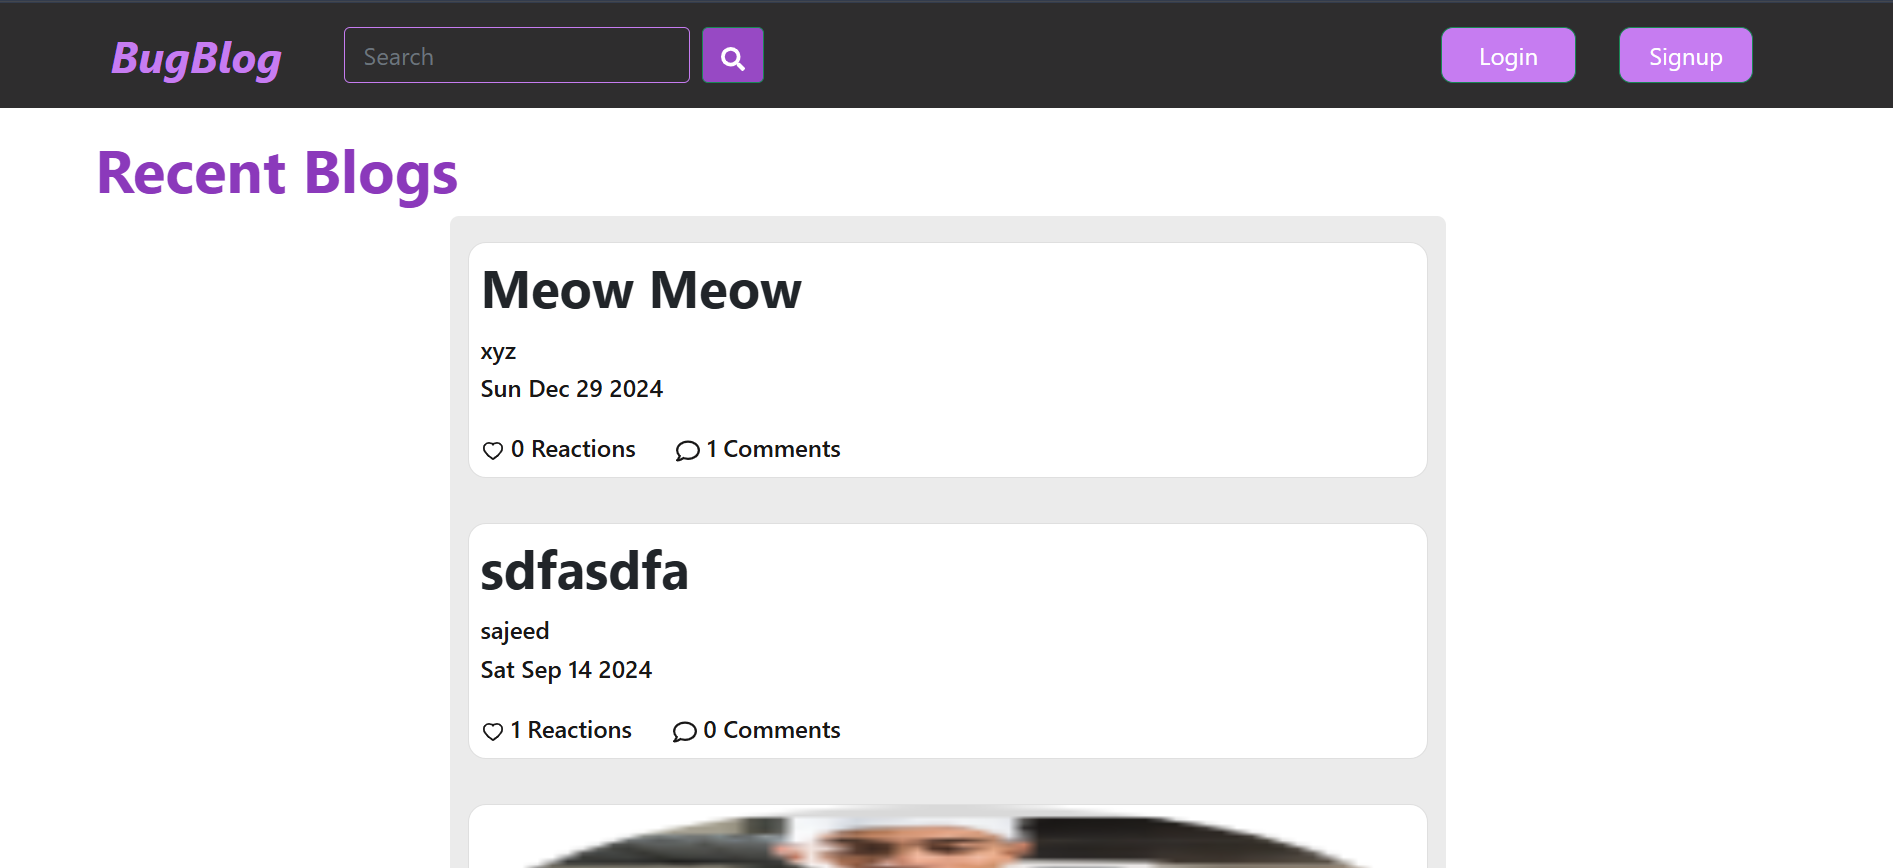 BugBlog
Search
Login
Signup
Recent Blogs
Meow Meow
xyz
Sun Dec 29 2024
0 Reactions
1 Comments
sdfasdfa
sajeed
Sat Sep 14 2024
1 Reactions
0 Comments